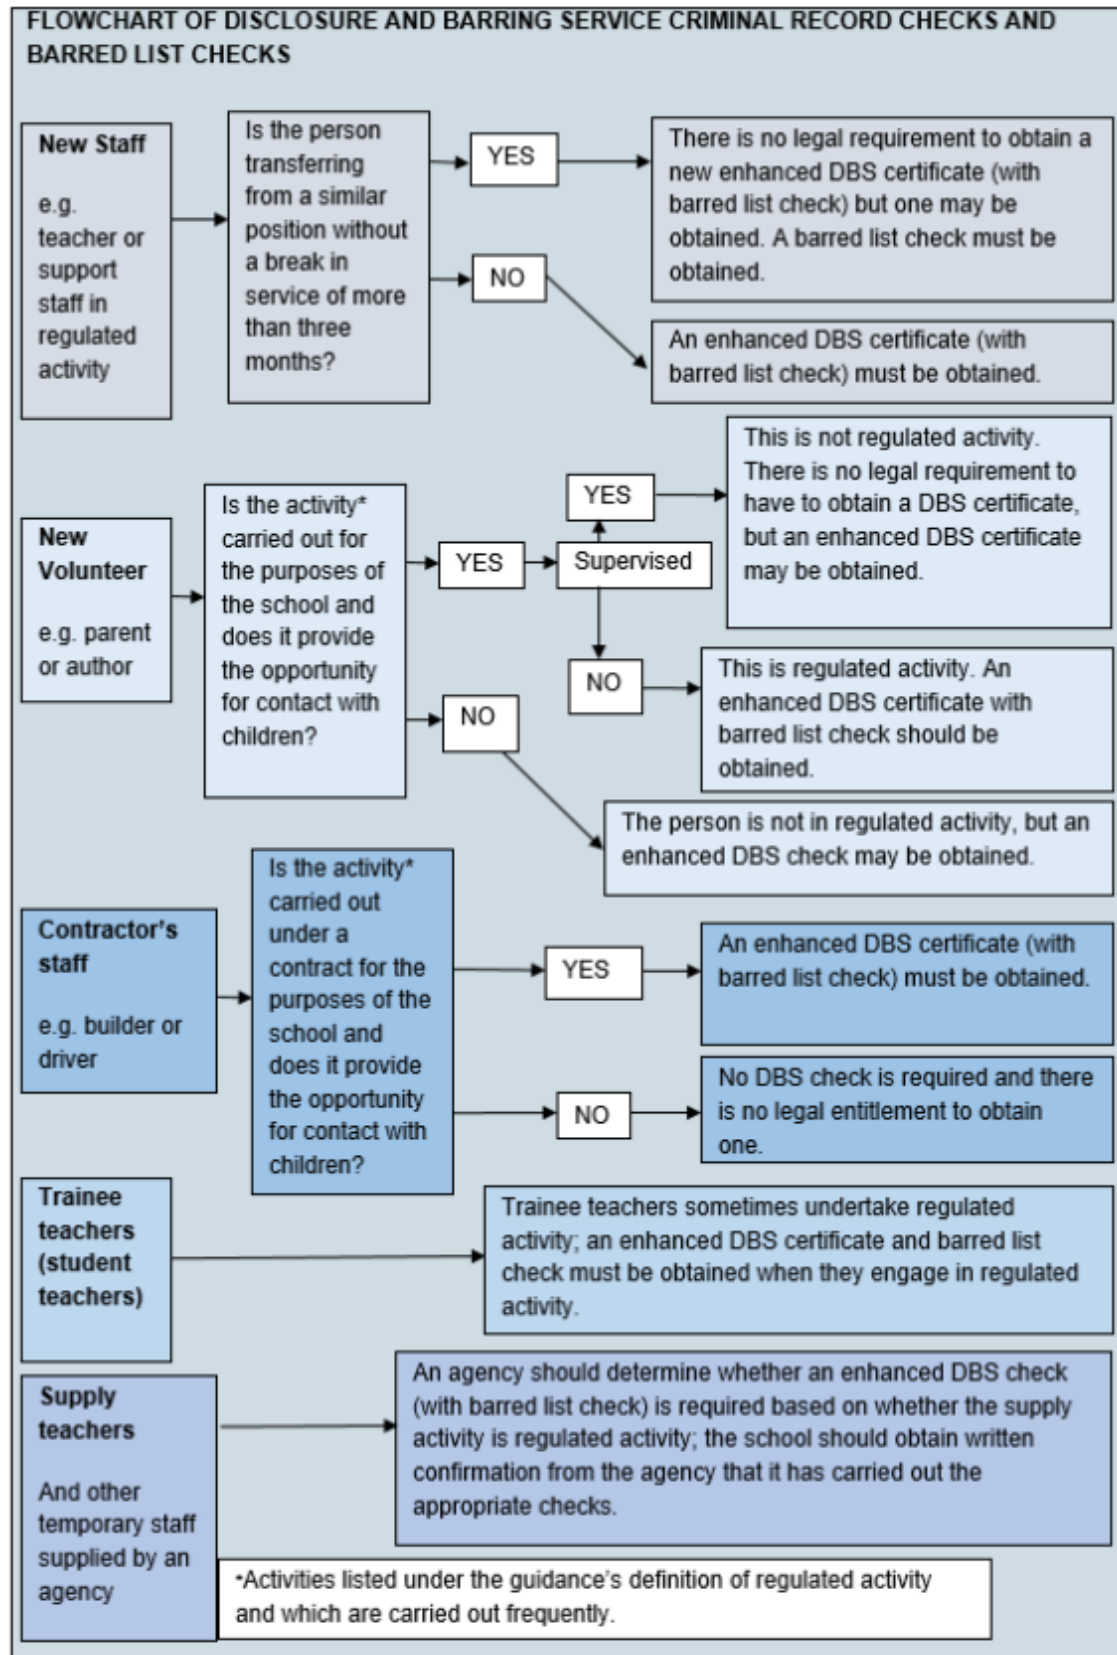 FLOWCHART OF DISCLOSURE AND BARRING SERVICE CRIMINAL RECORD CHECKS AND
BARRED LIST CHECKS
New Staff
e.g.
teacher or
support
staff in
regulated
activity
Is the person
transferring
from a similar
position without
a break in
service of more
than three
months?
YES
There is no legal requirement to obtain a
new enhanced DBS certificate (with
barred list check) but one may be
obtained. A barred list check must be
obtained.
NO
An enhanced DBS certificate (with
barred list check) must be obtained.
New
Volunteer
e.g. parent
or author
Is the activity*
carried out for
the purposes of
the school and
does it provide
the opportunity
for contact with
children?
YES
Supervised
YES
This is not regulated activity.
There is no legal requirement to
have to obtain a DBS certificate,
but an enhanced DBS certificate
may be obtained.
NO
This is regulated activity. An
enhanced DBS certificate with
barred list check should be
obtained.
NO
The person is not in regulated activity, but an
enhanced DBS check may be obtained.
Contractor's
staff
e.g. builder or
driver
Is the activity*
carried out
under a
contract for the
purposes of the
school and
does it provide
the opportunity
for contact with
children?
YES
An enhanced DBS certificate (with
barred list check) must be obtained.
NO
No DBS check is required and there
is no legal entitlement to obtain
one.
Trainee
teachers
(student
teachers)
Trainee teachers sometimes undertake regulated
activity; an enhanced DBS certificate and barred list
check must be obtained when they engage in regulated
activity.
Supply
teachers
And other
temporary staff
supplied by an
agency
An agency should determine whether an enhanced DBS check
(with barred list check) is required based on whether the supply
activity is regulated activity; the school should obtain written
confirmation from the agency that it has carried out the
appropriate checks.
*Activities listed under the guidance's definition of regulated activity
and which are carried out frequently.